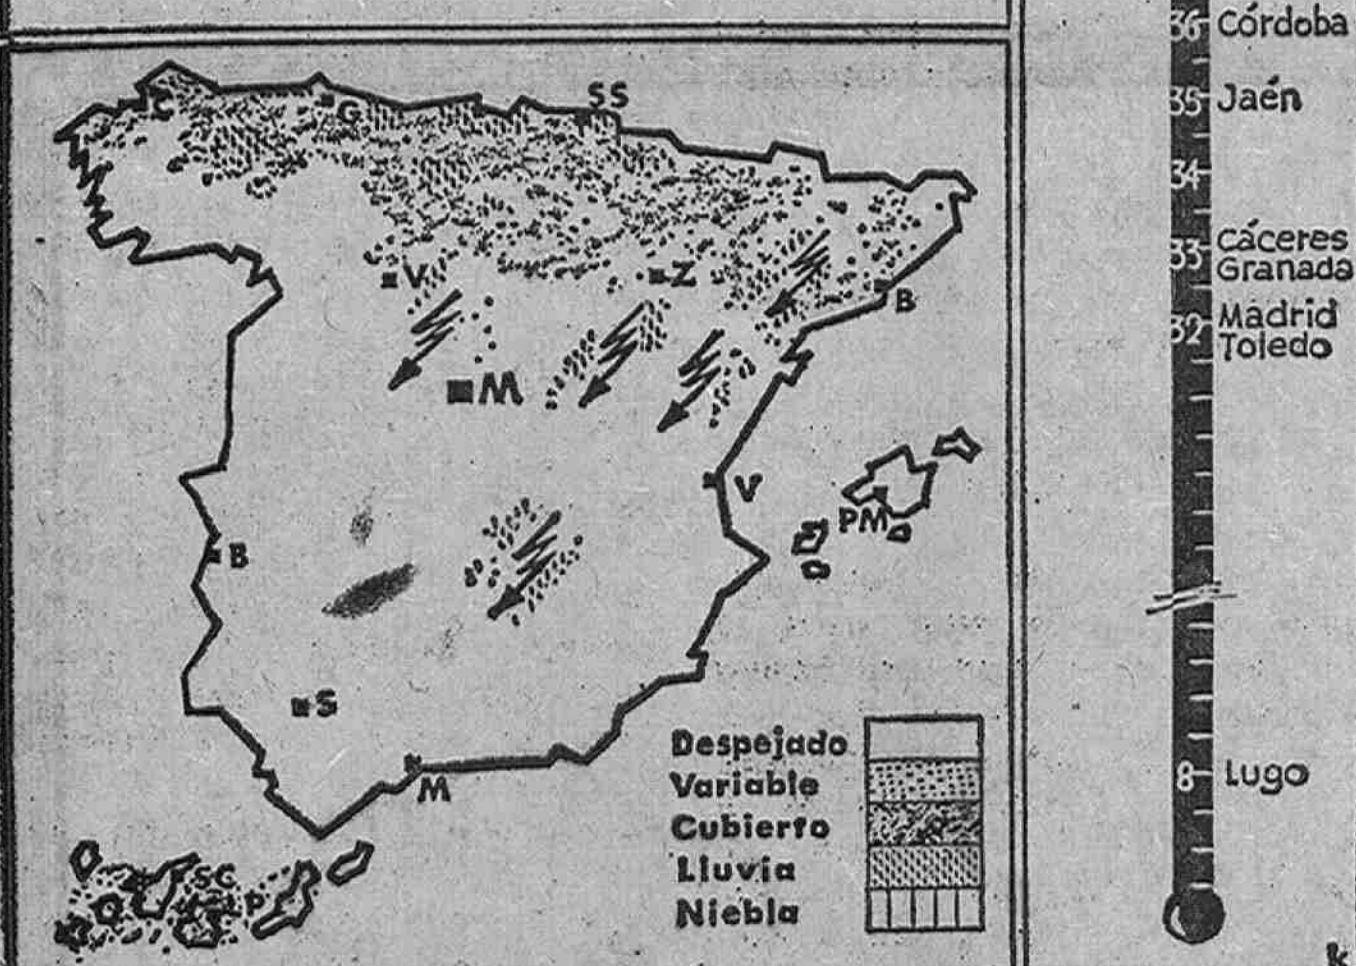 C
G
SS
V
Z
B
M
V
PM
B
S
M
SC
P
Despejado
Variable
Cubierto
Lluvia
Niebla
36 Córdoba
35 Jaén
34
33 Cáceres
Granada
32 Madrid
Toledo
8 Lugo
k